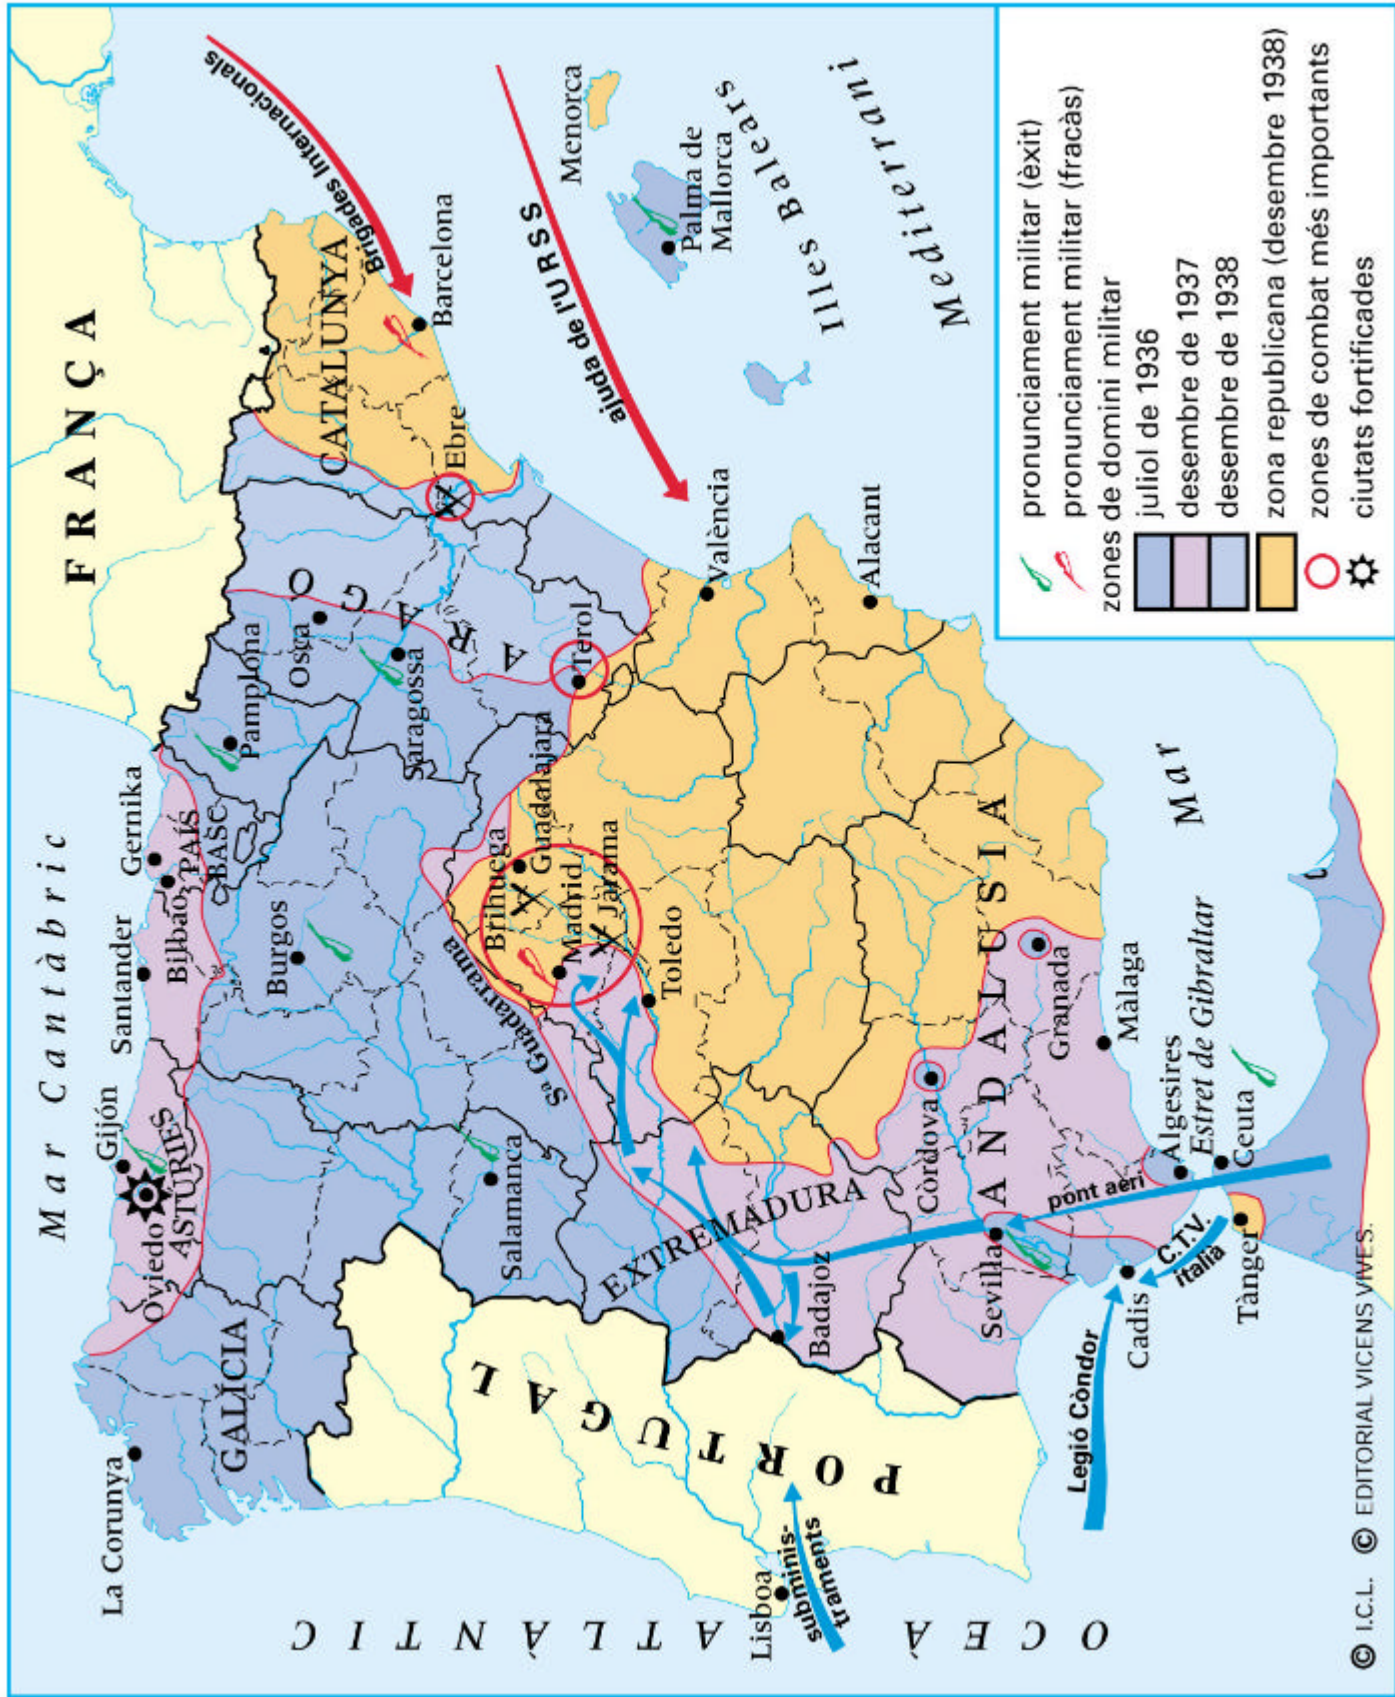 Mar Cantàbric
FRANÇA
La Corunya
GALÍCIA
Gijón
Oviedo
ASTÚRIES
Santander
Bilbao
Gernika
PAÍS
BASC
Pamplona
Burgos
Osca
Saragossa
ARAGÓ
CATALUNYA
Barcelona
Ebre
Brigades Internacionals
ajuda de l'URSS
Menorca
Palma de
Mallorca
Illes Balears
Salamanca
Sª Guadarrama
Brihuega
Guadalajara
Madrid
Jarama
Toledo
Terol
València
Alacant
PORTUGAL
Lisboa
subminis-
traments
EXTREMADURA
Badajoz
Còrdova
ANDALUSIA
Sevilla
Granada
Màlaga
Cadis
Legió Còndor
C.T.V.
italia
pont aeri
Algesires
Estret de Gibraltar
Ceuta
Tànger
Mar Mediterrani
OCEÀ ATLÀNTIC
pronunciament militar (èxit)
pronunciament militar (fracàs)
zones de domini militar
juliol de 1936
desembre de 1937
desembre de 1938
zona republicana (desembre 1938)
zones de combat més importants
ciutats fortificades
© I.C.L. © EDITORIAL VICENS VIVES.